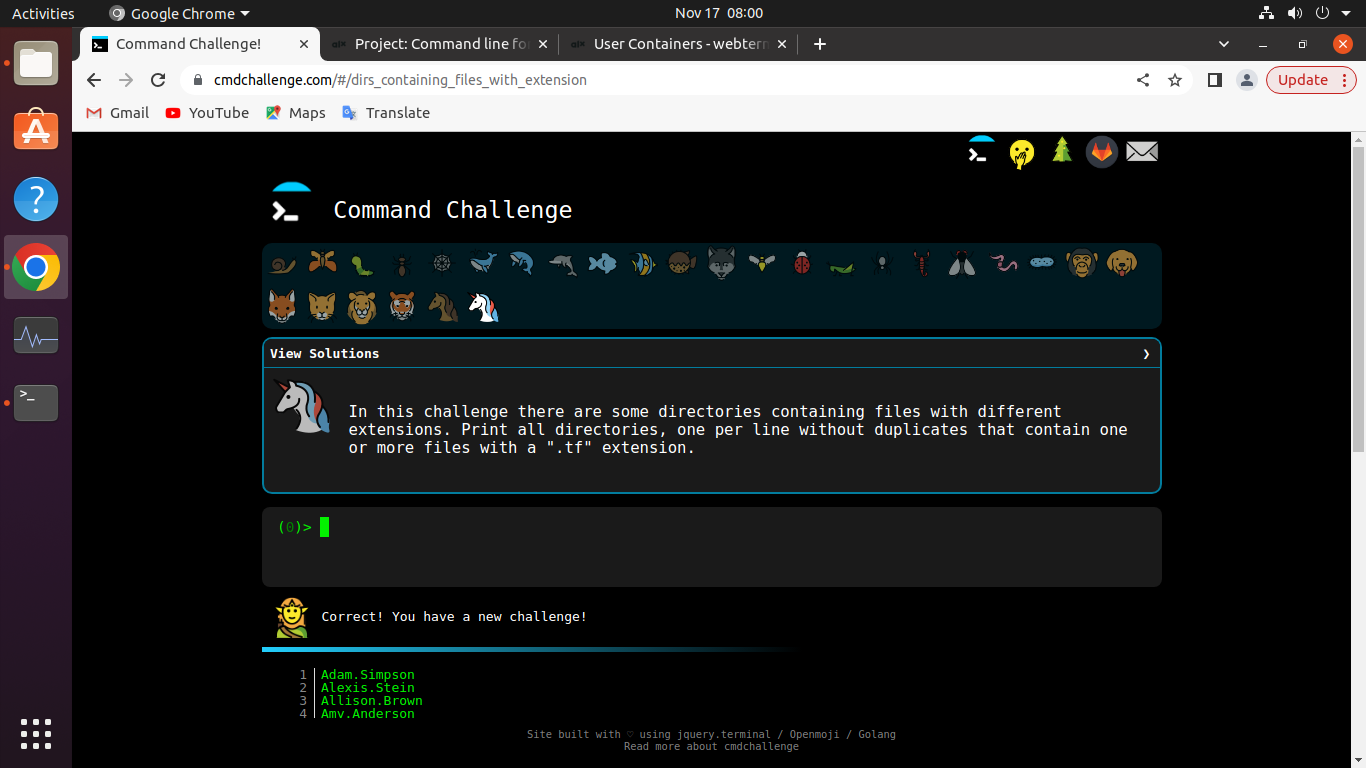 Activities
Google Chrome
Nov 17 08:00
Command Challenge!
Project: Command line fo
User Containers - webterm
cmdchallenge.com/#/dirs_containing_files_with_extension
Update
Gmail
YouTube
Maps
Translate
Command Challenge
View Solutions
In this challenge there are some directories containing files with different
extensions. Print all directories, one per line without duplicates that contain one
or more files with a ".tf" extension.
(0)>
Correct! You have a new challenge!
1 Adam.Simpson
2 Alexis.Stein
3 Allison.Brown
4 Amy.Anderson
Site built with ♡ using jquery.terminal / Openmoji / Golang
Read more about cmdchallenge